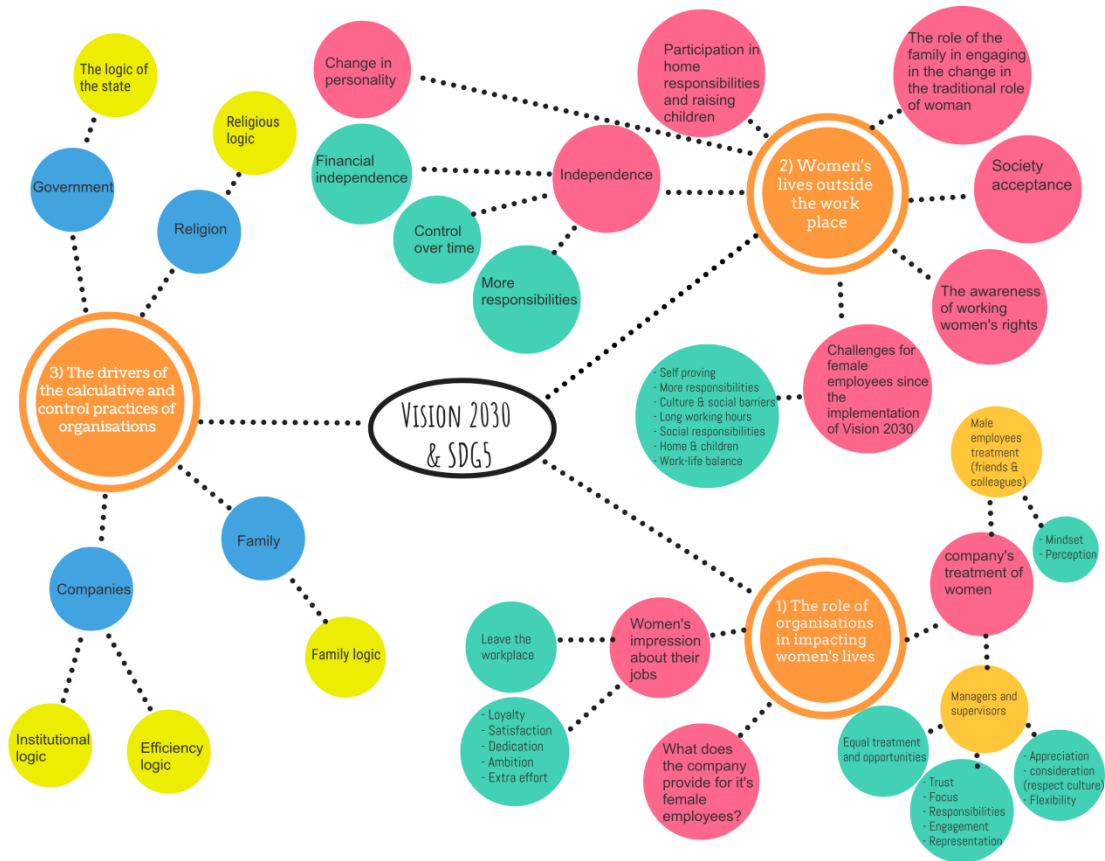 The logic of
the state
Religious
logic
Government
Religion
3) The drivers of
the calculative and
control practices of
organisations
Companies
Family
Institutional
logic
Efficiency
logic
Family logic
VISION 2030
& SDG5
Change in
personality
Financial
independence
Control
over time
More
responsibilities
Independence
Participation in
home
responsibilities
and raising
children
The role of the
family in engaging
in the change in
the traditional role
of woman
2) Women's
lives outside
the work
place
Society
acceptance
The awareness
of working
women's rights
Challenges for
female
employees since
the
implementation
of Vision 2030
- Self proving
- More responsibilities
- Culture & social barriers
- Long working hours
- Social responsibilities
- Home & children
- Work-life balance
Male
employees
treatment
(friends &
colleagues)
- Mindset
- Perception
company's
treatment of
women
1) The role of
organisations
in impacting
women's lives
Women's
impression
about their
jobs
Leave the
workplace
- Loyalty
- Satisfaction
- Dedication
- Ambition
- Extra effort
What does
the company
provide for it's
female
employees?
Managers and
supervisors
Equal treatment
and opportunities
- Trust
- Focus
- Responsibilities
- Engagement
- Representation
- Appreciation
- consideration
(respect culture)
- Flexibility